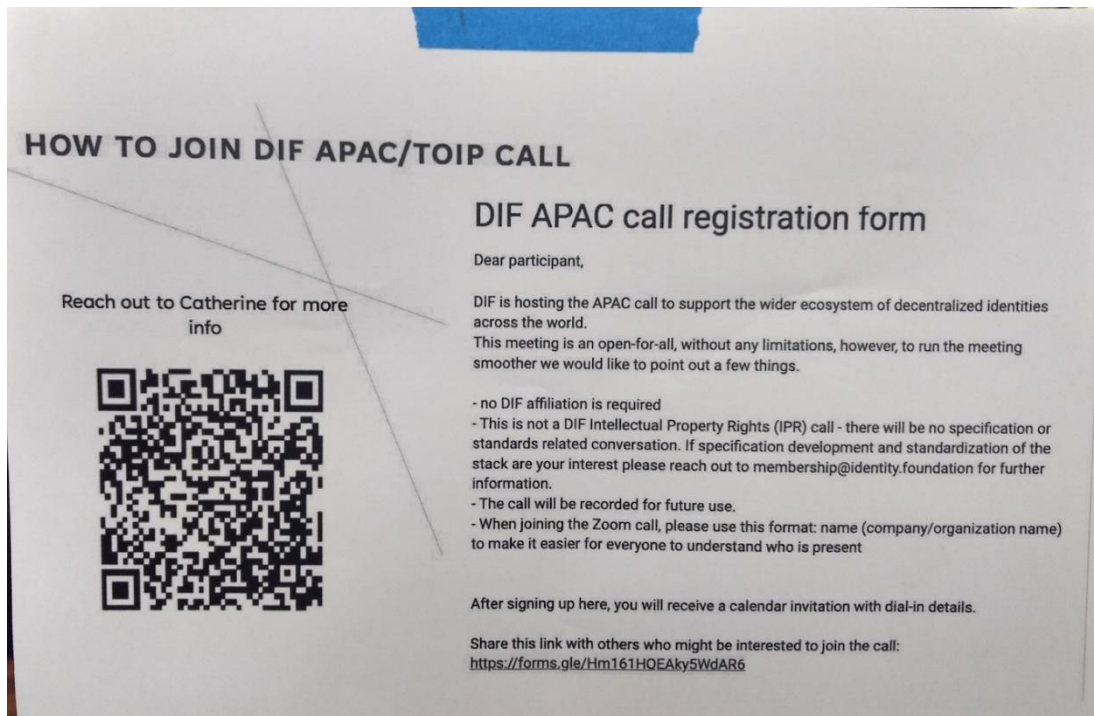 HOW TO JOIN DIF APAC/TOIP CALL
Reach out to Catherine for more
info
DIF APAC call registration form
Dear participant,
DIF is hosting the APAC call to support the wider ecosystem of decentralized identities
across the world.
This meeting is an open-for-all, without any limitations, however, to run the meeting
smoother we would like to point out a few things.
- no DIF affiliation is required
- This is not a DIF Intellectual Property Rights (IPR) call - there will be no specification or
standards related conversation. If specification development and standardization of the
stack are your interest please reach out to membership@identity.foundation for further
information.
- The call will be recorded for future use.
- When joining the Zoom call, please use this format: name (company/organization name)
to make it easier for everyone to understand who is present
After signing up here, you will receive a calendar invitation with dial-in details.
Share this link with others who might be interested to join the call:
https://forms.gle/Hm161HQEAky5WdAR6